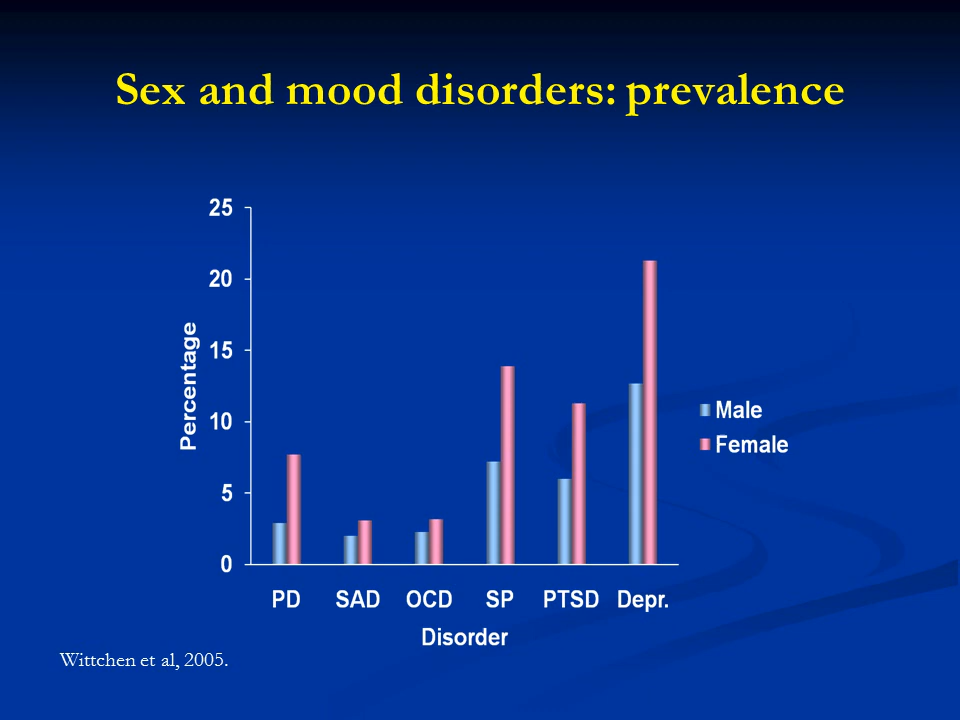 Sex and mood disorders: prevalence
25
20
15
10
5
0
Percentage
PD SAD OCD SP PTSD Depr.
Disorder
Male
Female
Wittchen et al, 2005.